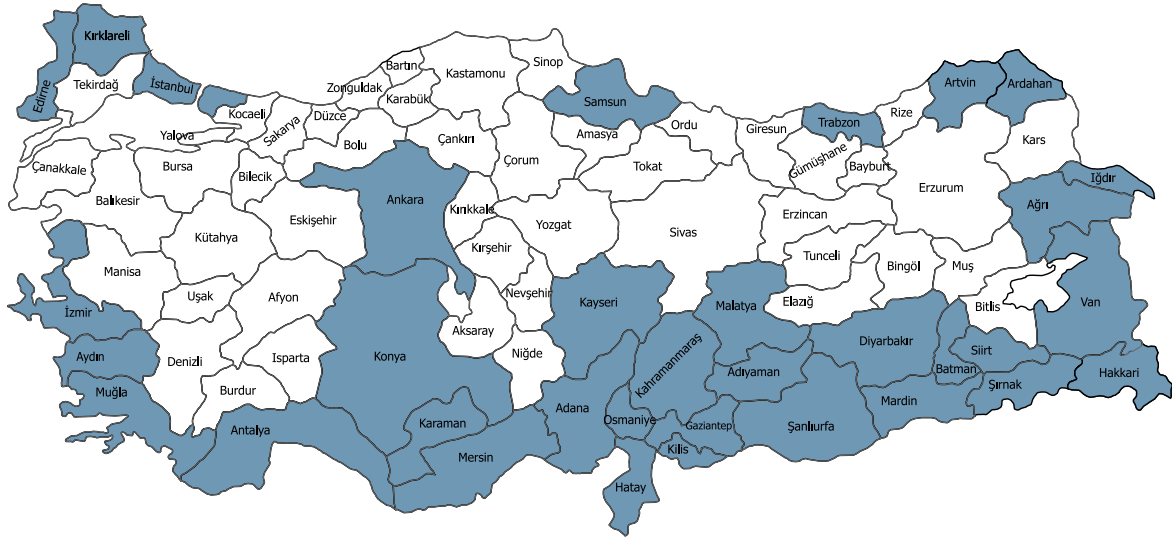 Kırklareli
Edirne
Tekirdağ
İstanbul
Yalova
Kocaeli
Sakarya
Düzce
Zonguldak
Bartın
Karabük
Kastamonu
Sinop
Samsun
Bolu
Çankırı
Çorum
Amasya
Ordu
Tokat
Giresun
Trabzon
Gümüşhane
Bayburt
Rize
Artvin
Ardahan
Kars
Iğdır
Ağrı
Erzurum
Erzincan
Çanakkale
Balıkesir
Bursa
Bilecik
Eskişehir
Kütahya
Ankara
Kırıkkale
Kırşehir
Yozgat
Sivas
Tunceli
Bingöl
Muş
Bitlis
Van
Manisa
Uşak
Afyon
İzmir
Aydın
Muğla
Denizli
Isparta
Burdur
Antalya
Konya
Aksaray
Nevşehir
Niğde
Kayseri
Malatya
Elazığ
Diyarbakır
Siirt
Batman
Şırnak
Hakkari
Mardin
Karaman
Mersin
Adana
Osmaniye
Kahramanmaraş
Adıyaman
Gaziantep
Kilis
Şanlıurfa
Hatay